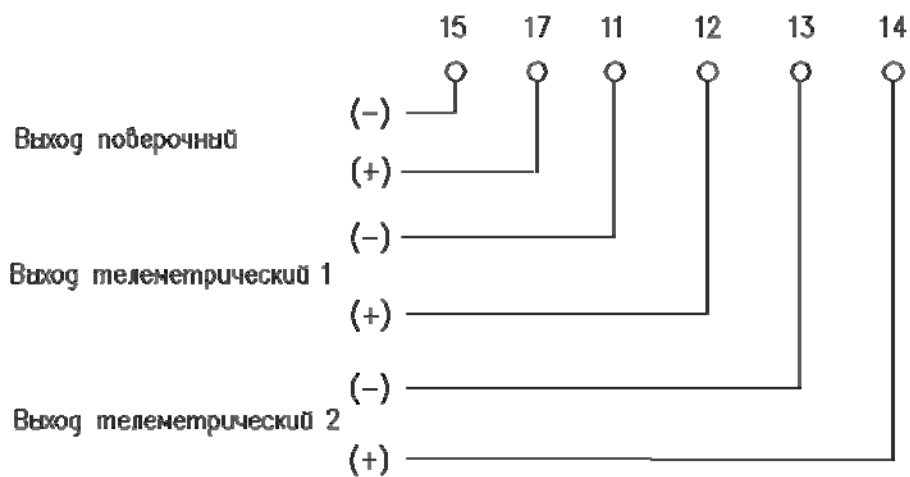 15 17 11 12 13 14
(-)
Выход поверочный
(+)
(-)
Выход телеметрический 1
(+)
(-)
Выход телеметрический 2
(+)